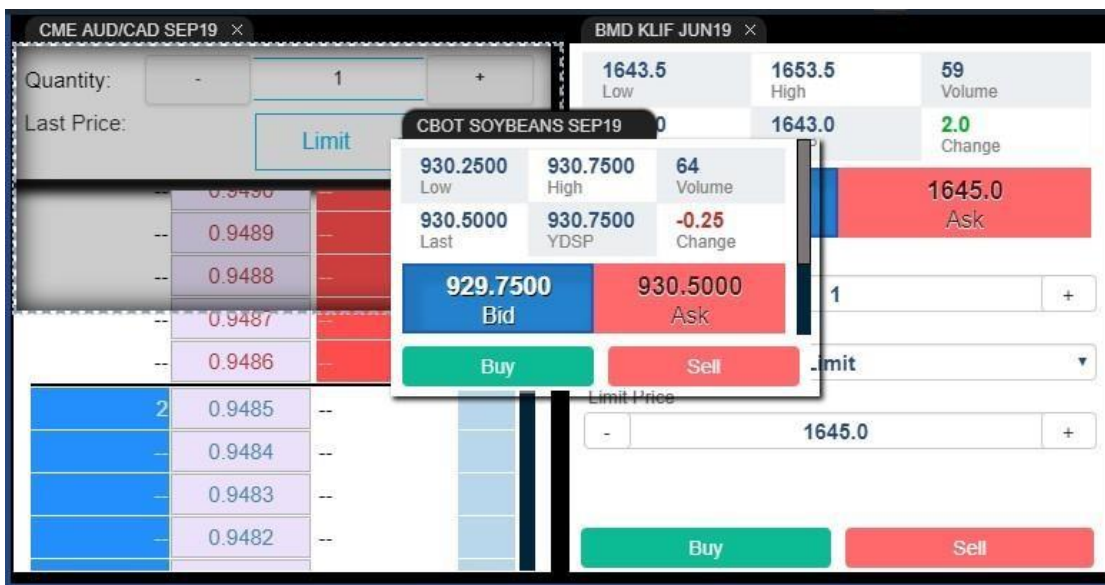 CME AUD/CAD SEP19 ×
Quantity:
-
1
+
Last Price:
Limit
--
0.9490
--
0.9489
--
--
0.9488
--
--
0.9487
--
--
0.9486
--
2
0.9485
--
--
0.9484
--
--
0.9483
--
--
0.9482
--
CBOT SOYBEANS SEP19
930.2500
930.7500
64
Low
High
Volume
930.5000
930.7500
-0.25
Last
YDSP
Change
929.7500
930.5000
Bid
Ask
Buy
Sell
BMD KLIF JUN19 ×
1643.5
1653.5
59
Low
High
Volume
1643.0
2.0
Change
1645.0
Ask
1
+
Limit
Limit Price
-
1645.0
+
Buy
Sell